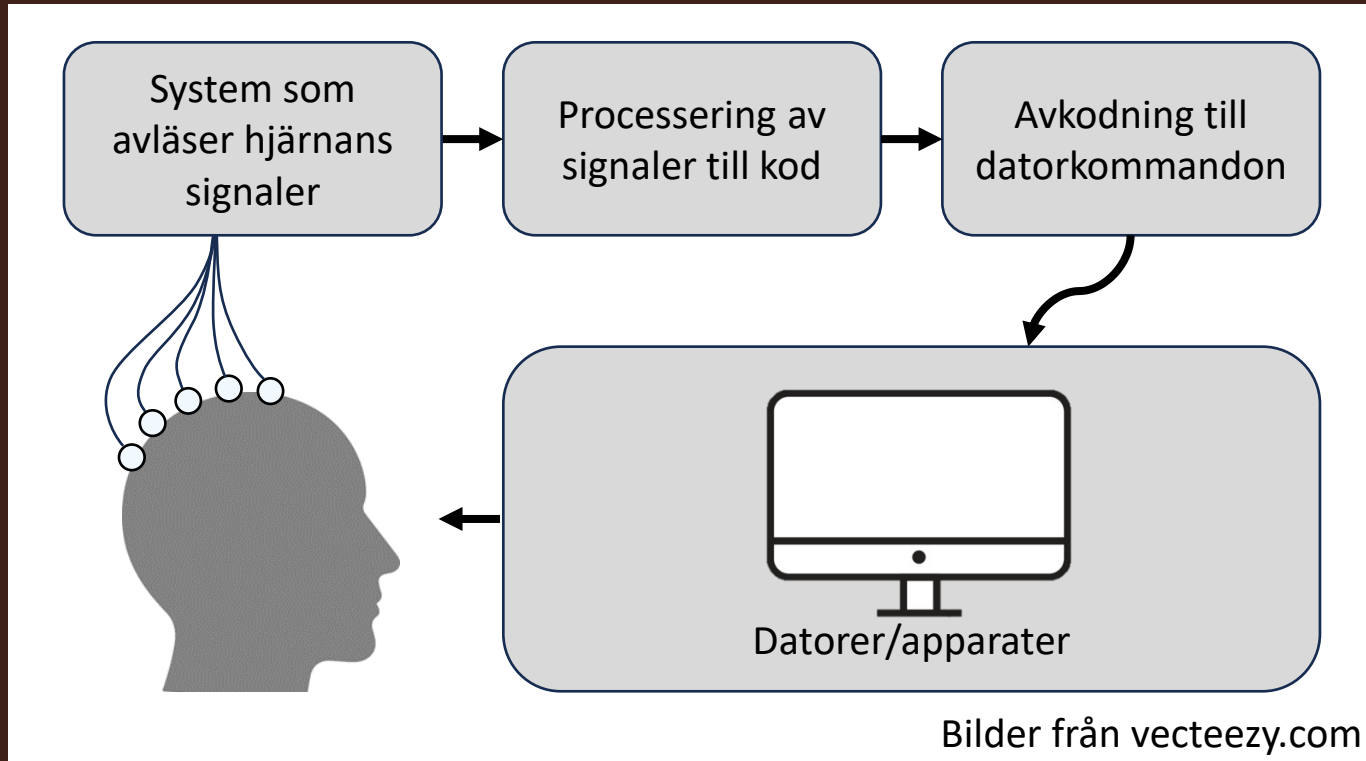 System som
avläser hjärnans
signaler
Processering av
signaler till kod
Avkodning till
datorkommandon
Datorer/apparater
Bilder från vecteezy.com